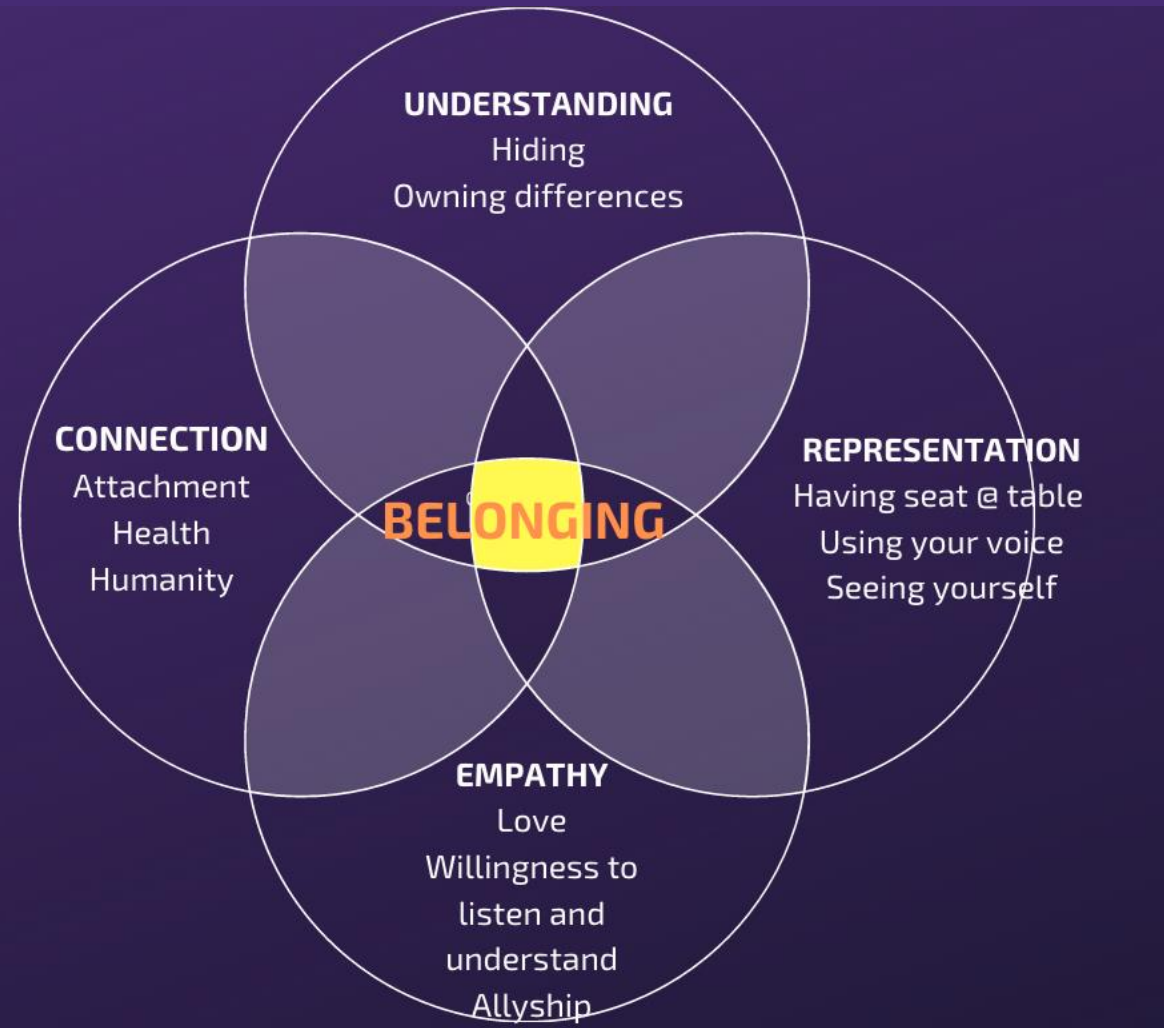 UNDERSTANDING
Hiding
Owning differences
CONNECTION
Attachment
Health
Humanity
BELONGING
REPRESENTATION
Having seat @ table
Using your voice
Seeing yourself
EMPATHY
Love
Willingness to
listen and
understand
Allyship